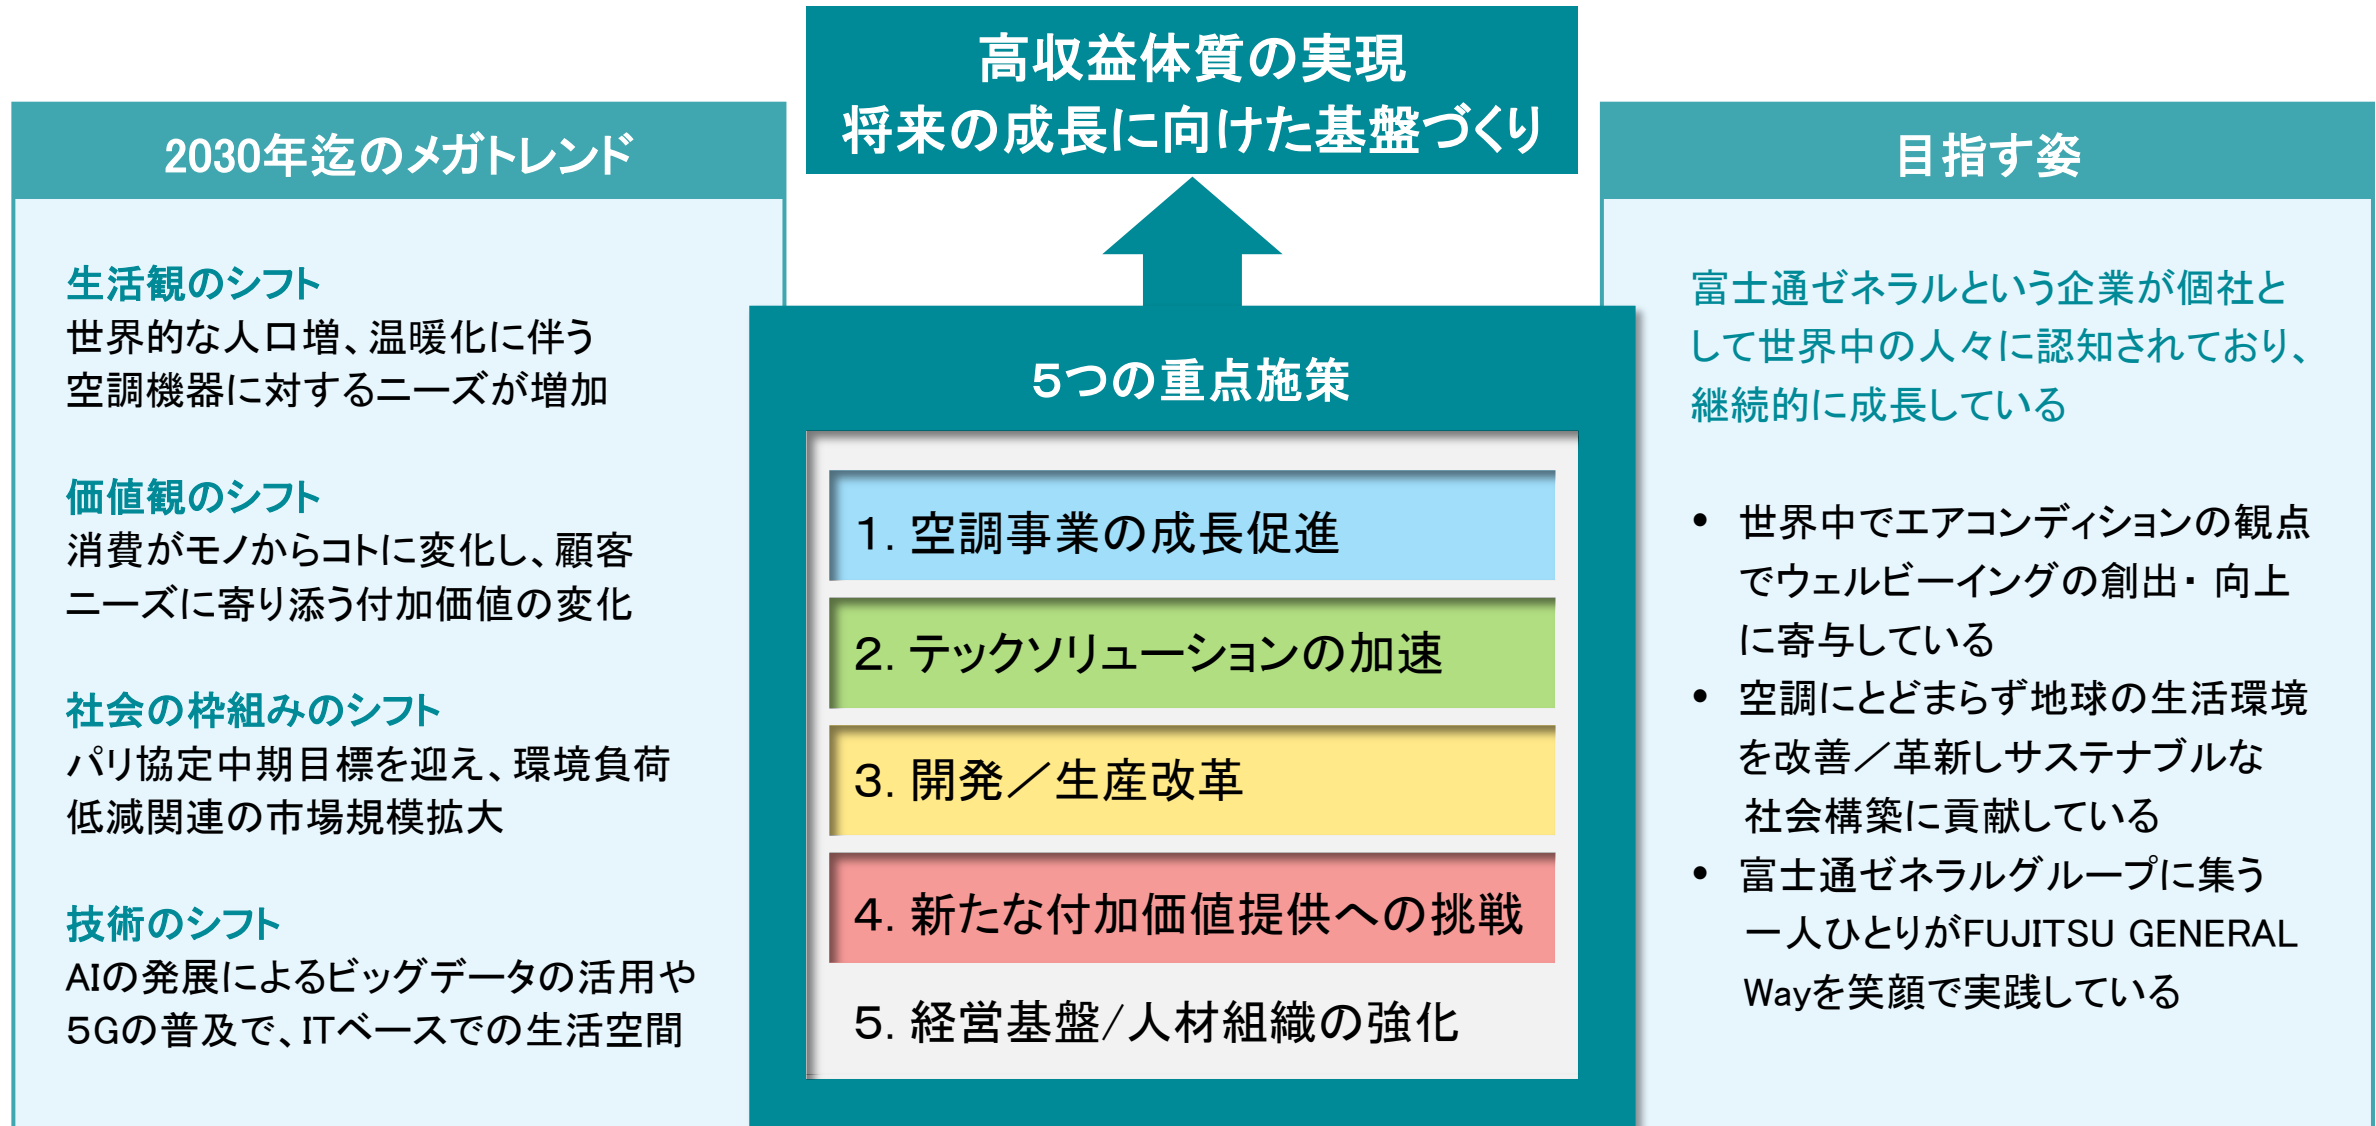 高収益体質の実現
将来の成長に向けた基盤づくり
2030年迄のメガトレンド
生活観のシフト
世界的な人口増、温暖化に伴う
空調機器に対するニーズが増加
価値観のシフト
消費がモノからコトに変化し、顧客
ニーズに寄り添う付加価値の変化
社会の枠組みのシフト
パリ協定中期目標を迎え、環境負荷
低減関連の市場規模拡大
技術のシフト
AIの発展によるビッグデータの活用や
5Gの普及で、ITベースでの生活空間
5つの重点施策
1. 空調事業の成長促進
2. テックソリューションの加速
3. 開発／生産改革
4. 新たな付加価値提供への挑戦
5. 経営基盤/人材組織の強化
目指す姿
富士通ゼネラルという企業が個社と
して世界中の人々に認知されており、
継続的に成長している
• 世界中でエアコンディションの観点
でウェルビーイングの創出・ 向上
に寄与している
• 空調にとどまらず地球の生活環境
を改善／革新しサステナブルな
社会構築に貢献している
• 富士通ゼネラルグループに集う
一人ひとりがFUJITSU GENERAL
Wayを笑顔で実践している